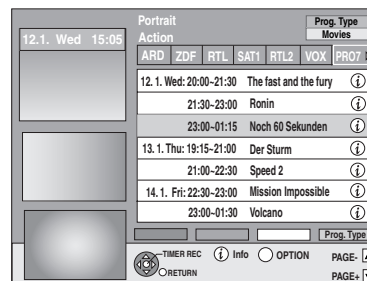 12.1. Wed 15:05
Portrait
Action
Prog. Type
Movies
ARD ZDF RTL SAT1 RTL2 VOX PRO7
12. 1. Wed: 20:00~21:30 The fast and the fury i
21:30~23:00 Ronin i
23:00~01:15 Noch 60 Sekunden i
13. 1. Thu: 19:15~21:00 Der Sturm i
21:00~22:30 Speed 2 i
14. 1. Fri: 22:30~23:00 Mission Impossible i
23:00~01:30 Volcano i
Prog. Type
TIMER REC i Info OPTION PAGE-
RETURN PAGE+